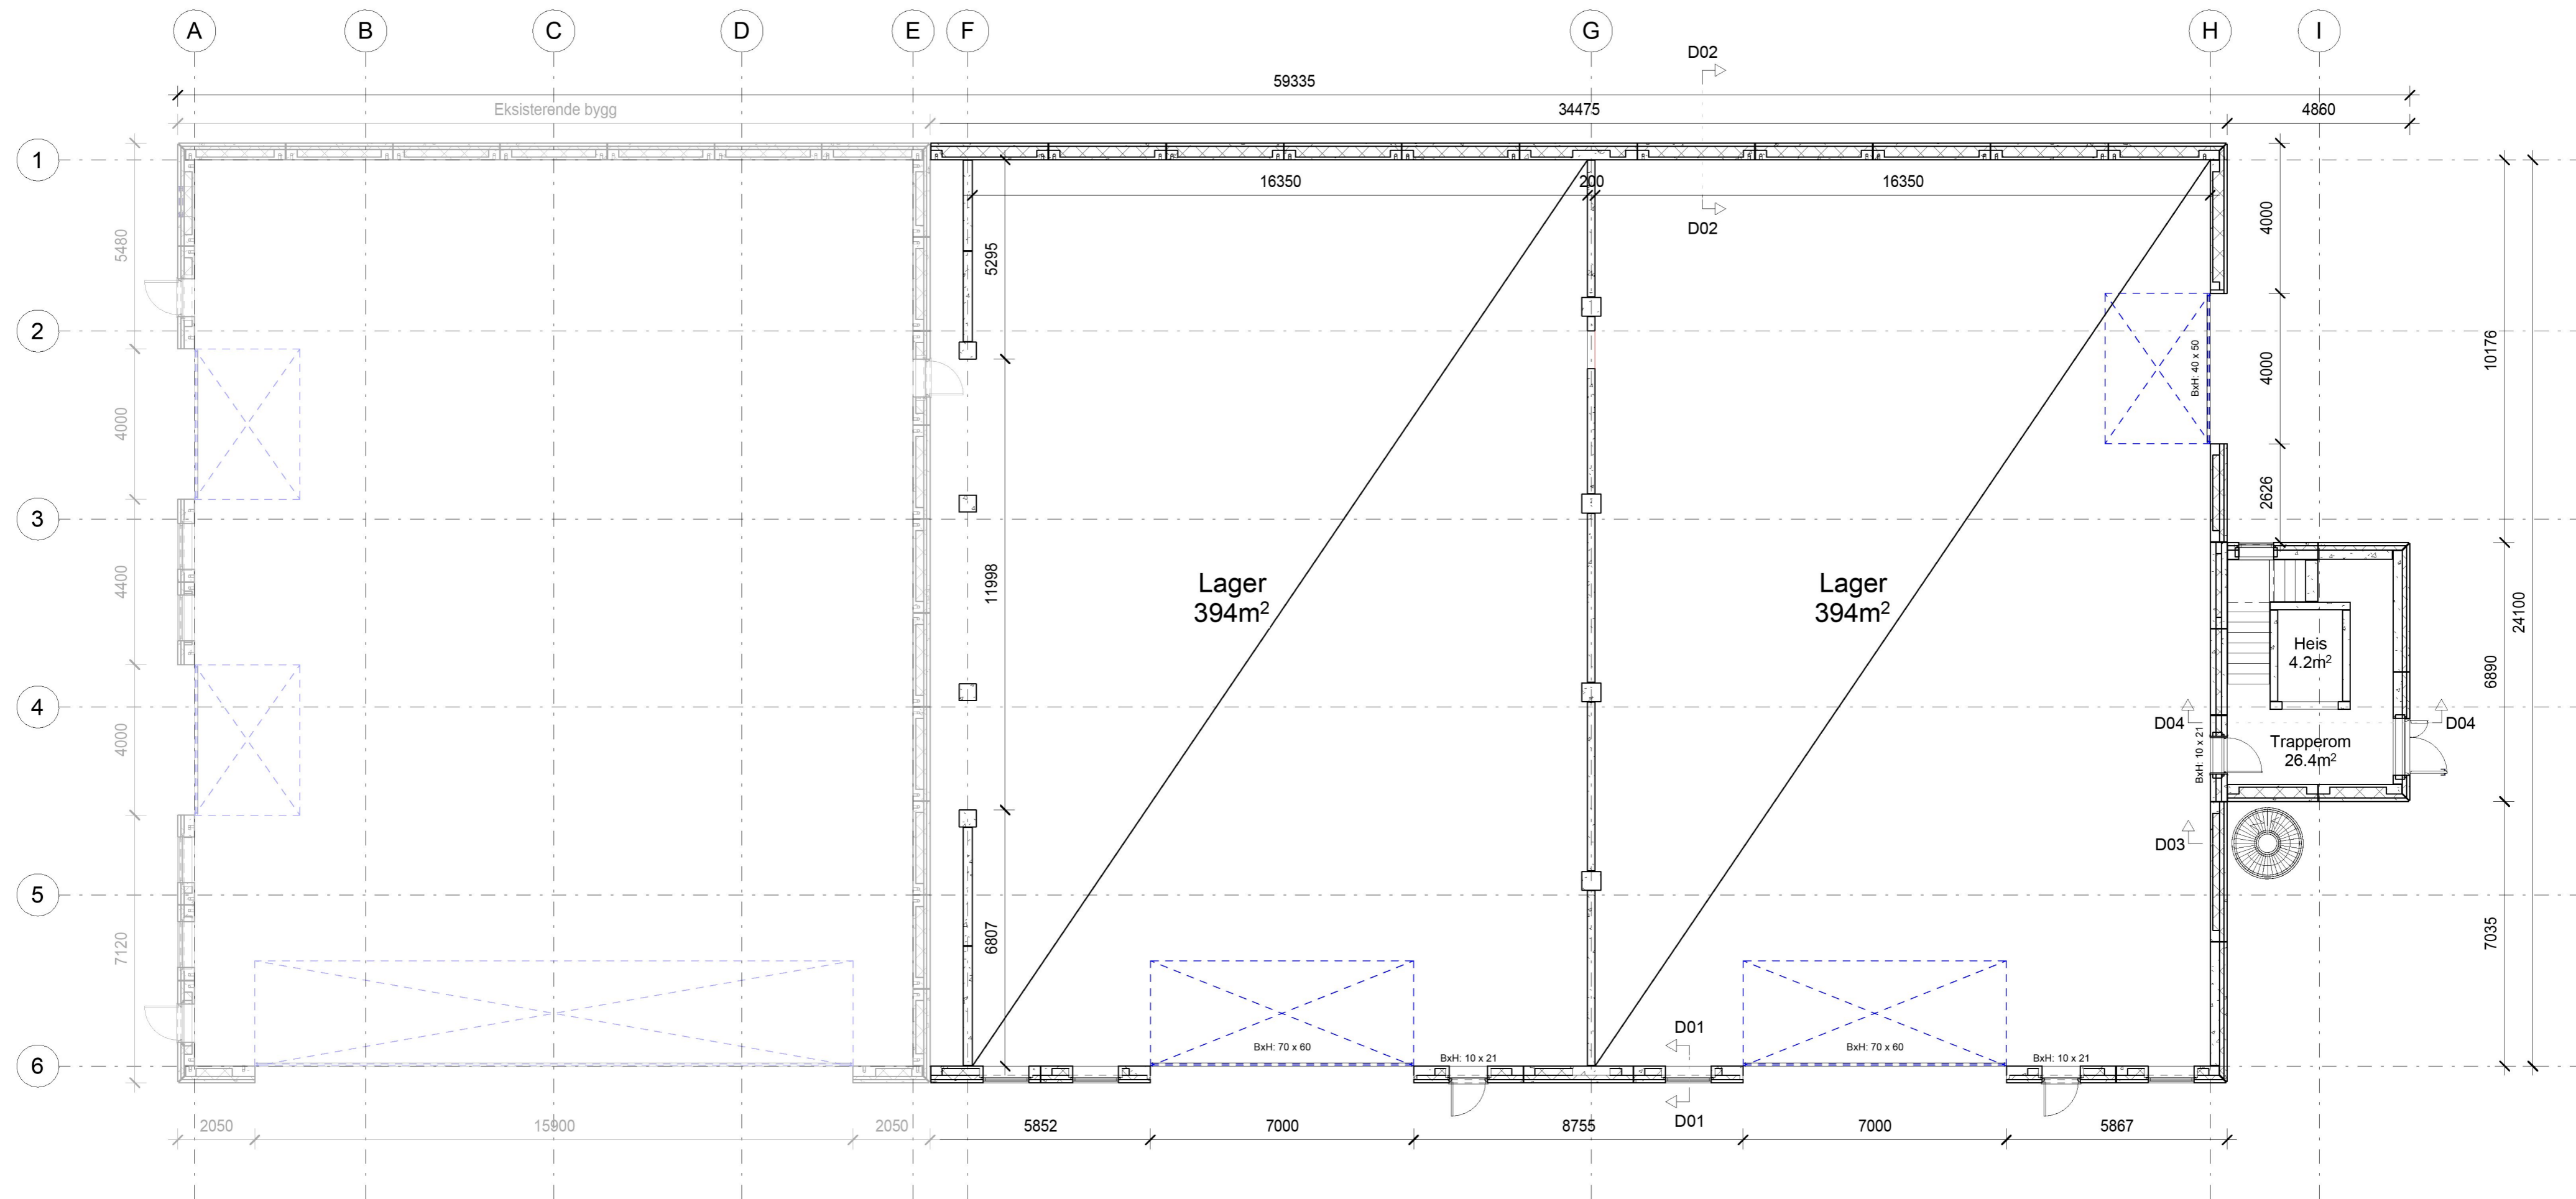 A B C D E F G H I
D02
59335
Eksisterende bygg 34475 4860
1
16350 200 16350
D02
5480 5295 4000
2
4000 BxH: 40 x 50 4000 10176
2626
3
4400 11998 Lager Lager 24100
394m² 394m²
Heis
4.2m²
6890
4
D04 D04
4000 BxH: 10 x 21 Trapperom
26.4m²
D03
5
7120 6807 7035
D01
BxH: 70 x 60 BxH: 10 x 21 BxH: 70 x 60 BxH: 10 x 21
6
D01
2050 15900 2050 5852 7000 8755 7000 5867